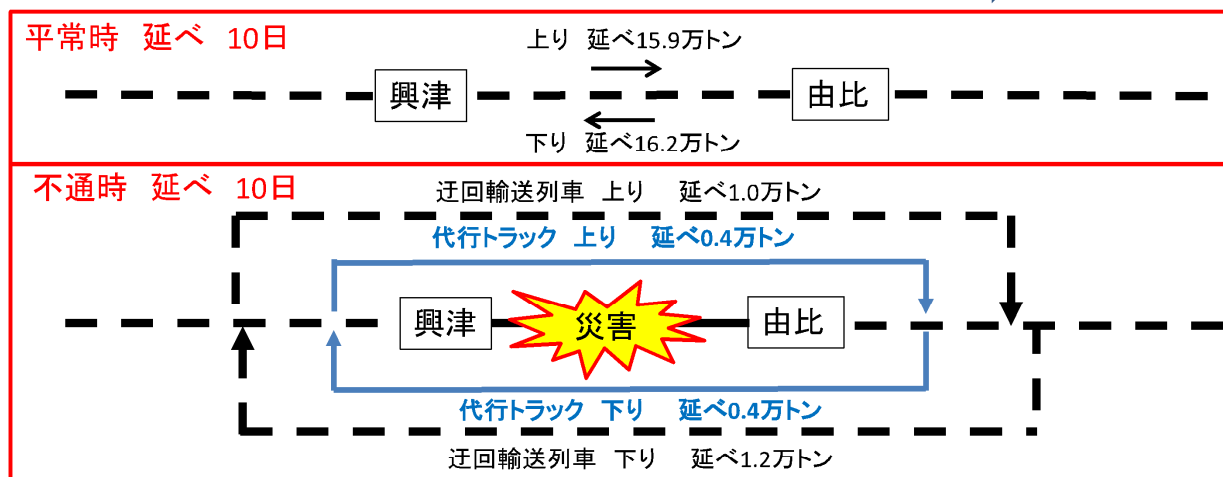 平常時　延べ　10日
上り　延べ15.9万トン
興津
由比
下り　延べ16.2万トン
不通時　延べ　10日
迂回輸送列車　上り　　延べ1.0万トン
代行トラック　上り　　延べ0.4万トン
興津
災害
由比
代行トラック　下り　　延べ0.4万トン
迂回輸送列車　下り　　延べ1.2万トン